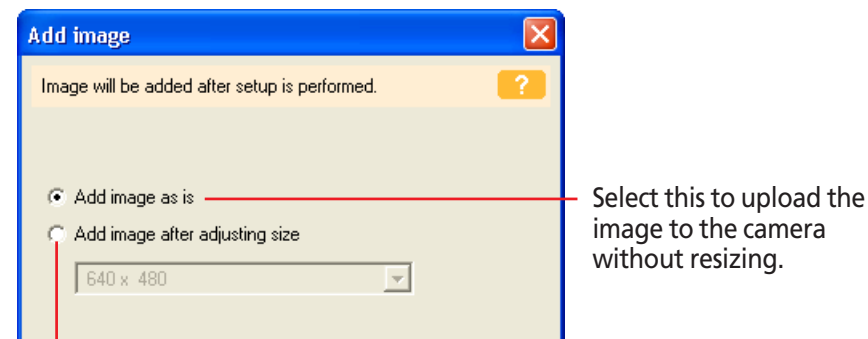 Add image
Image will be added after setup is performed.
?
Add image as is
Add image after adjusting size
640 x 480
Select this to upload the
image to the camera
without resizing.